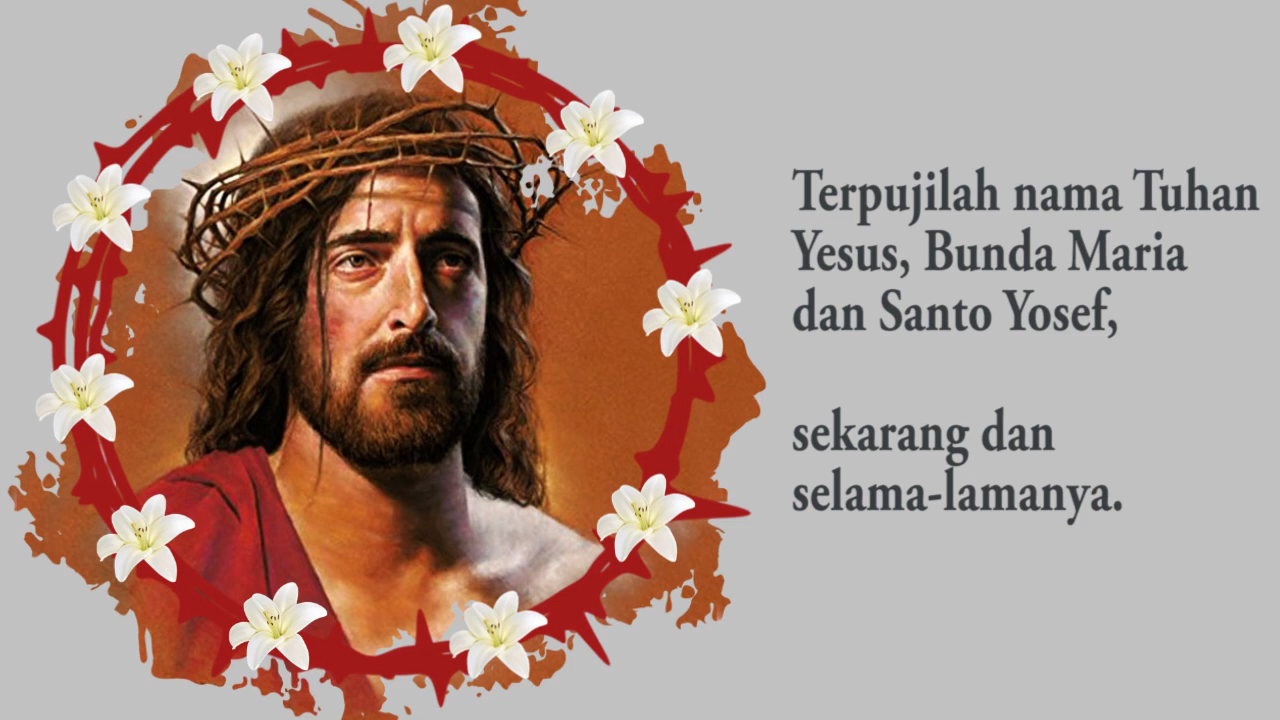 Terpujilah nama Tuhan
Yesus, Bunda Maria
dan Santo Yosef,
sekarang dan
selama-lamanya.